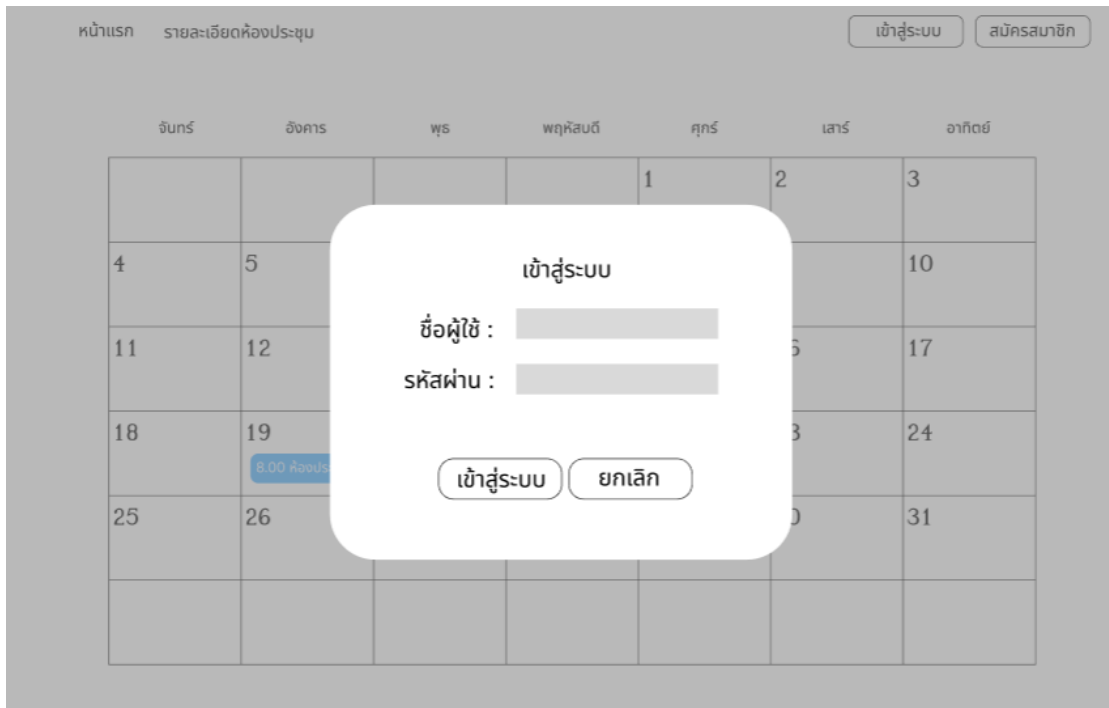 หน้าแรก รายละเอียดห้องประชุม เข้าสู่ระบบ สมัครสมาชิก
จันทร์ อังคาร พุธ พฤหัสบดี ศุกร์ เสาร์ อาทิตย์
1 2 3
4 5 10
เข้าสู่ระบบ
ชื่อผู้ใช้ :
11 12 17
รหัสผ่าน :
18 19 24
8.00
เข้าสู่ระบบ ยกเลิก
25 26 31